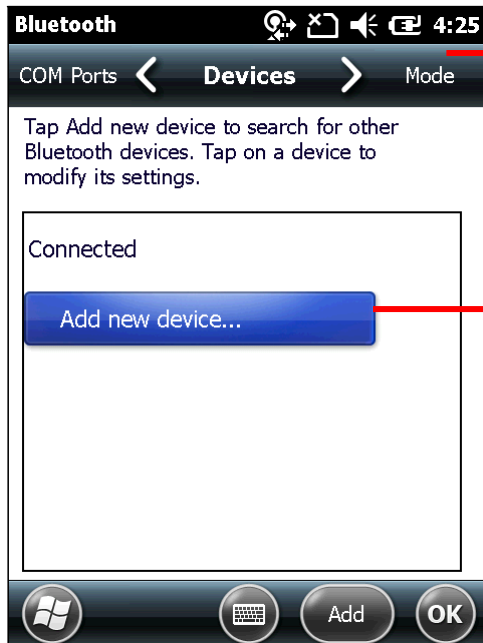 Bluetooth 4:25
COM Ports Devices Mode
Tap Add new device to search for other
Bluetooth devices. Tap on a device to
modify its settings.
Connected
Add new device...
Add OK